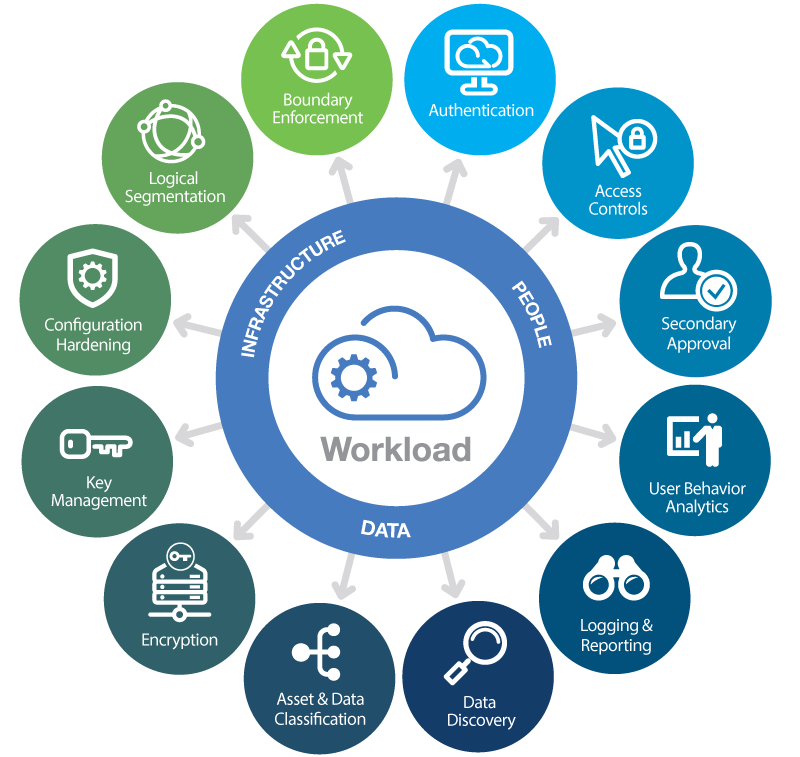 Boundary
Enforcement
Authentication
Access
Controls
Secondary
Approval
User Behavior
Analytics
Logging &
Reporting
Data
Discovery
Asset & Data
Classification
Encryption
Key
Management
Configuration
Hardening
Logical
Segmentation
INFRASTRUCTURE
PEOPLE
DATA
Workload